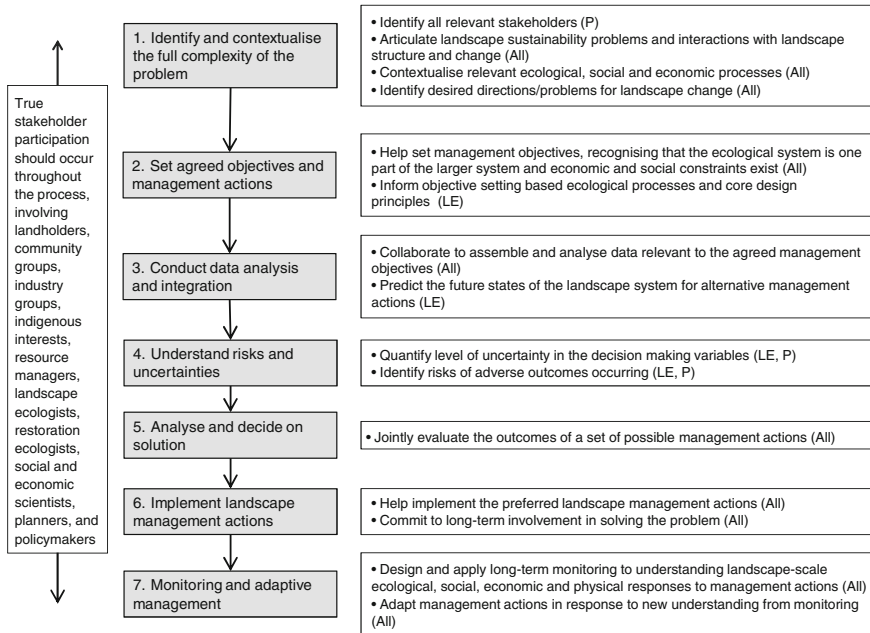 True
stakeholder
participation
should occur
throughout
the process,
involving
landholders,
community
groups,
industry
groups,
indigenous
interests,
resource
managers,
landscape
ecologists,
restoration
ecologists,
social and
economic
scientists,
planners, and
policymakers
1. Identify and contextualise
the full complexity of the
problem
• Identify all relevant stakeholders (P)
• Articulate landscape sustainability problems and interactions with landscape
structure and change (All)
• Contextualise relevant ecological, social and economic processes (All)
• Identify desired directions/problems for landscape change (All)
2. Set agreed objectives and
management actions
• Help set management objectives, recognising that the ecological system is one
part of the larger system and economic and social constraints exist (All)
• Inform objective setting based ecological processes and core design
principles (LE)
3. Conduct data analysis
and integration
• Collaborate to assemble and analyse data relevant to the agreed management
objectives (All)
• Predict the future states of the landscape system for alternative management
actions (LE)
4. Understand risks and
uncertainties
• Quantify level of uncertainty in the decision making variables (LE, P)
• Identify risks of adverse outcomes occurring (LE, P)
5. Analyse and decide on
solution
• Jointly evaluate the outcomes of a set of possible management actions (All)
6. Implement landscape
management actions
• Help implement the preferred landscape management actions (All)
• Commit to long-term involvement in solving the problem (All)
7. Monitoring and adaptive
management
• Design and apply long-term monitoring to understanding landscape-scale
ecological, social, economic and physical responses to management actions (All)
• Adapt management actions in response to new understanding from monitoring
(All)